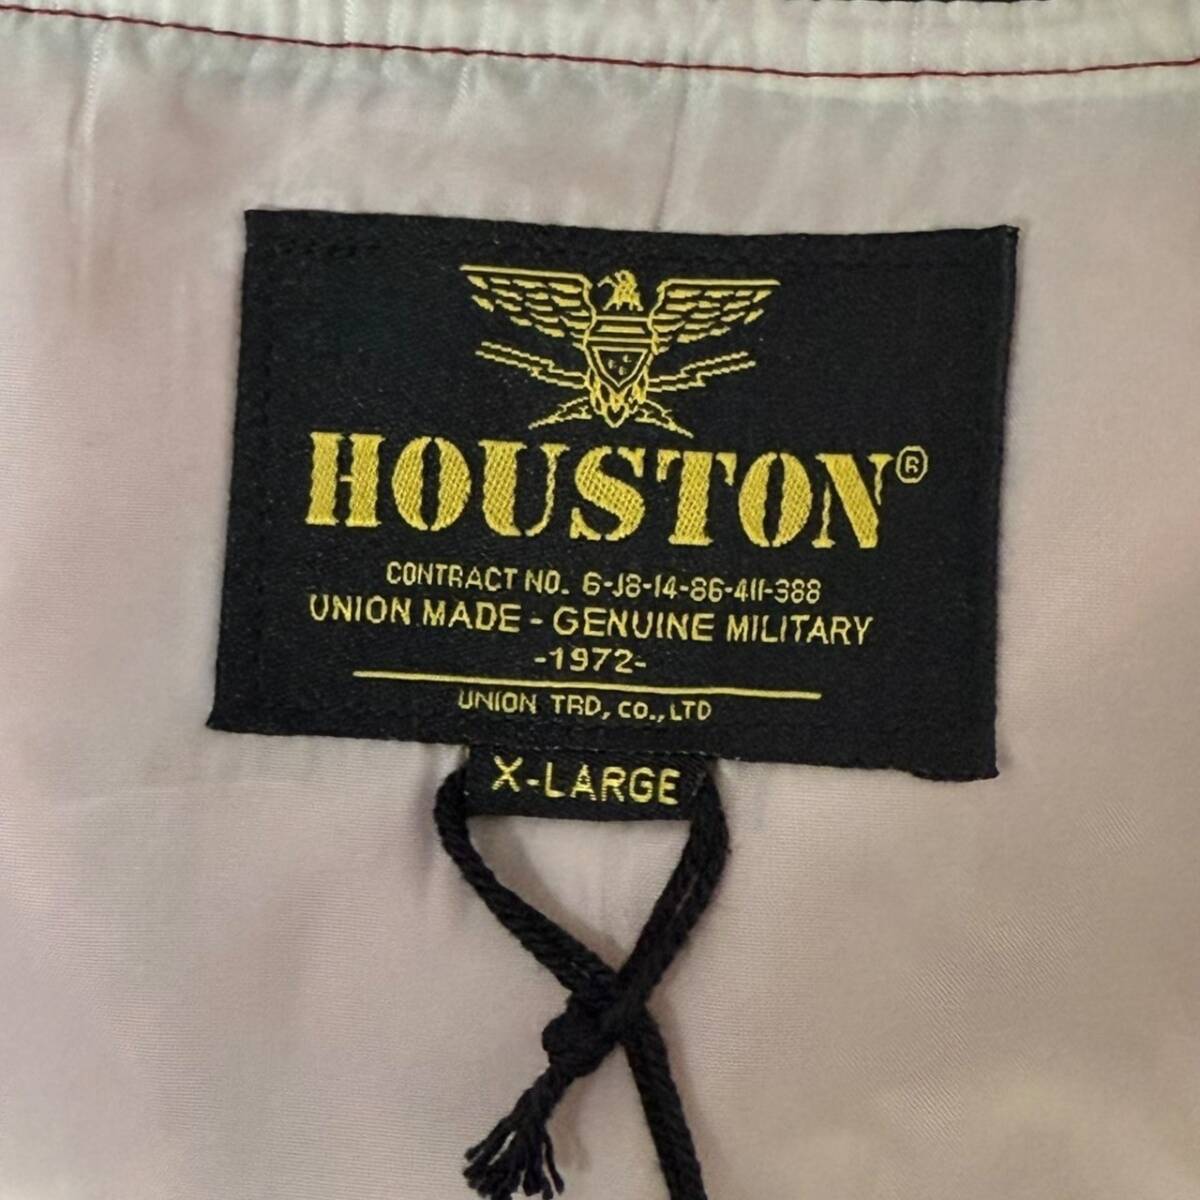 HOUSTON®
CONTRACT NO. 6-J8-14-86-411-388
UNION MADE - GENUINE MILITARY
-1972-
UNION TRD, CO., LTD
X-LARGE